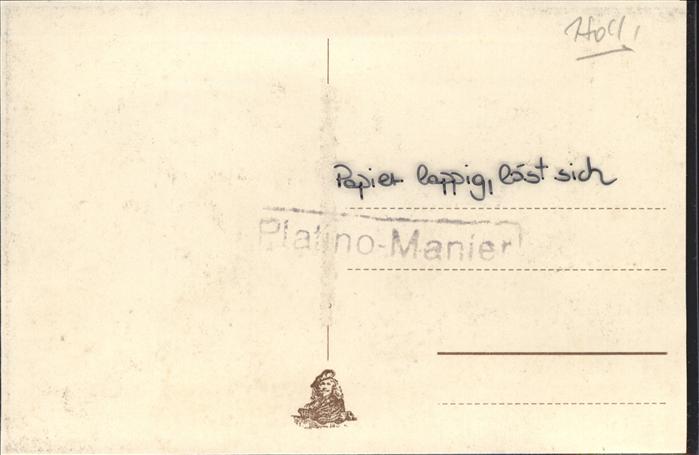 Holl,
Papier lappig, löst sich
Platino-Manier